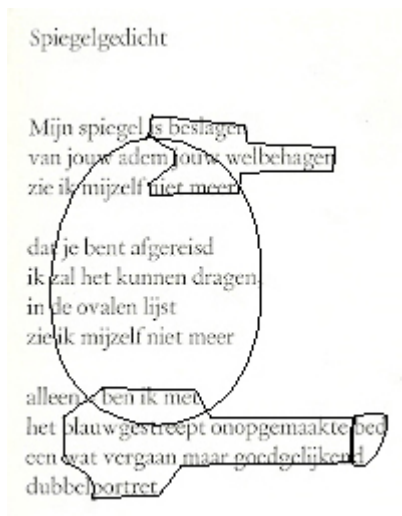 Spiegelgedicht
Mijn spiegel is beslagen
van jouw adem jouw welbehagen
zie ik mijzelf niet meer
dat je bent afgereisd
ik zal het kunnen dragen
in de ovalen lijst
zie ik mijzelf niet meer
alleen - ben ik met
het blauwgestreept onopgemaakte bed
een wat vergaan maar goedgelijkend
dubbelportret